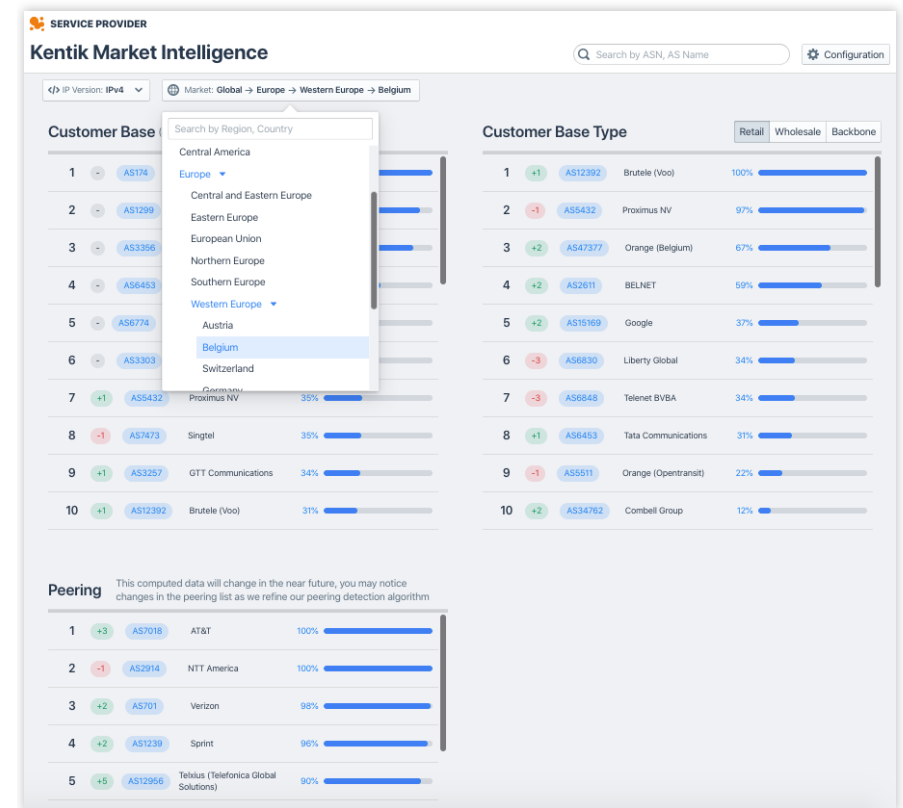 SERVICE PROVIDER
Kentik Market Intelligence
Search by ASN, AS Name
Configuration
</> IP Version: IPv4
Market: Global → Europe → Western Europe → Belgium
Customer Base
Search by Region, Country
Central America
Europe
Central and Eastern Europe
Eastern Europe
European Union
Northern Europe
Southern Europe
Western Europe
Austria
Belgium
Switzerland
Germany
1 - AS174
2 - AS1299
3 - AS3356
4 - AS6453
5 - AS6774
6 - AS3303
7 +1 AS5432 Proximus NV 35%
8 -1 AS7473 Singtel 35%
9 +1 AS3257 GTT Communications 34%
10 +1 AS12392 Brutele (Voo) 31%
Customer Base Type
Retail Wholesale Backbone
1 +1 AS12392 Brutele (Voo) 100%
2 -1 AS5432 Proximus NV 97%
3 +2 AS47377 Orange (Belgium) 67%
4 +2 AS2611 BELNET 59%
5 +2 AS15169 Google 37%
6 -3 AS6830 Liberty Global 34%
7 -3 AS6848 Telenet BVBA 34%
8 +1 AS6453 Tata Communications 31%
9 -1 AS5511 Orange (Opentransit) 22%
10 +2 AS34762 Combell Group 12%
Peering
This computed data will change in the near future, you may notice
changes in the peering list as we refine our peering detection algorithm
1 +3 AS7018 AT&T 100%
2 -1 AS2914 NTT America 100%
3 +2 AS701 Verizon 98%
4 +2 AS1239 Sprint 96%
5 +5 AS12956 Telxius (Telefonica Global
Solutions) 90%